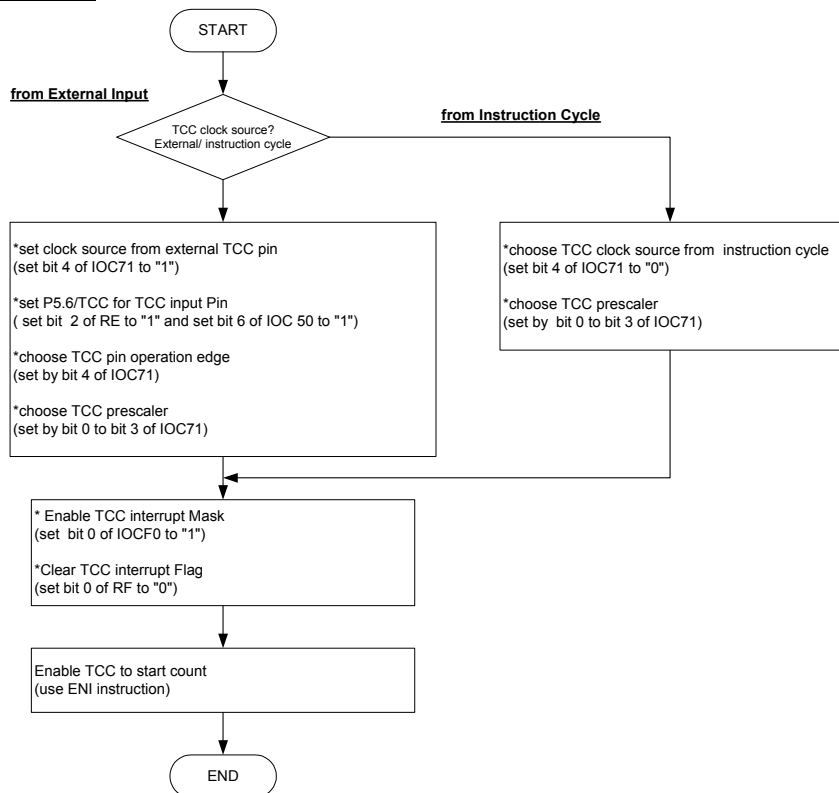 START
from External Input
TCC clock source?
External/ instruction cycle
from Instruction Cycle
*set clock source from external TCC pin
(set bit 4 of IOC71 to "1")
*set P5.6/TCC for TCC input Pin
( set bit 2 of RE to "1" and set bit 6 of IOC 50 to "1")
*choose TCC pin operation edge
(set by bit 4 of IOC71)
*choose TCC prescaler
(set by bit 0 to bit 3 of IOC71)
*choose TCC clock source from instruction cycle
(set bit 4 of IOC71 to "0")
*choose TCC prescaler
(set by bit 0 to bit 3 of IOC71)
* Enable TCC interrupt Mask
(set bit 0 of IOCF0 to "1")
*Clear TCC interrupt Flag
(set bit 0 of RF to "0")
Enable TCC to start count
(use ENI instruction)
END